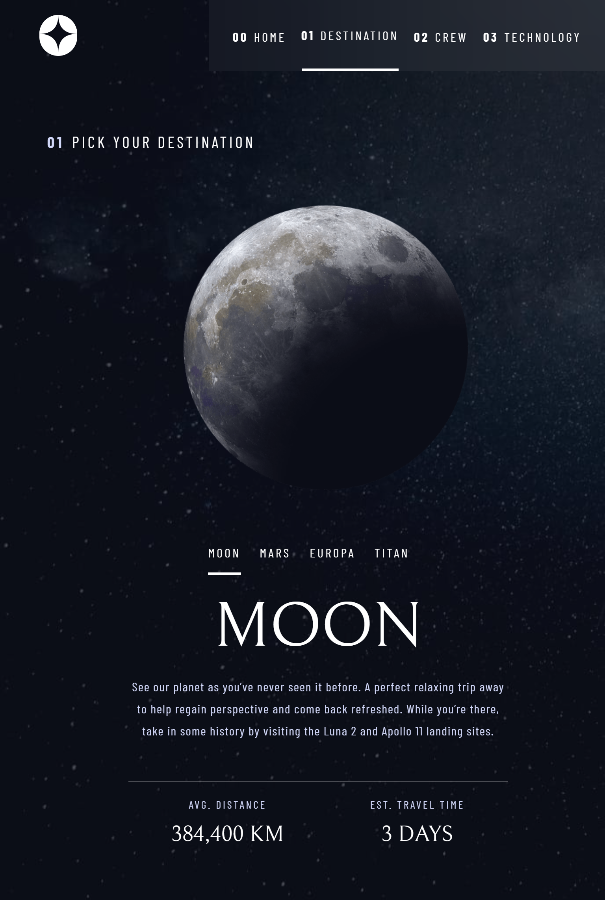 00 HOME 01 DESTINATION 02 CREW 03 TECHNOLOGY
01 PICK YOUR DESTINATION
MOON MARS EUROPA TITAN
MOON
See our planet as you’ve never seen it before. A perfect relaxing trip away
to help regain perspective and come back refreshed. While you’re there,
take in some history by visiting the Luna 2 and Apollo 11 landing sites.
AVG. DISTANCE EST. TRAVEL TIME
384,400 KM 3 DAYS